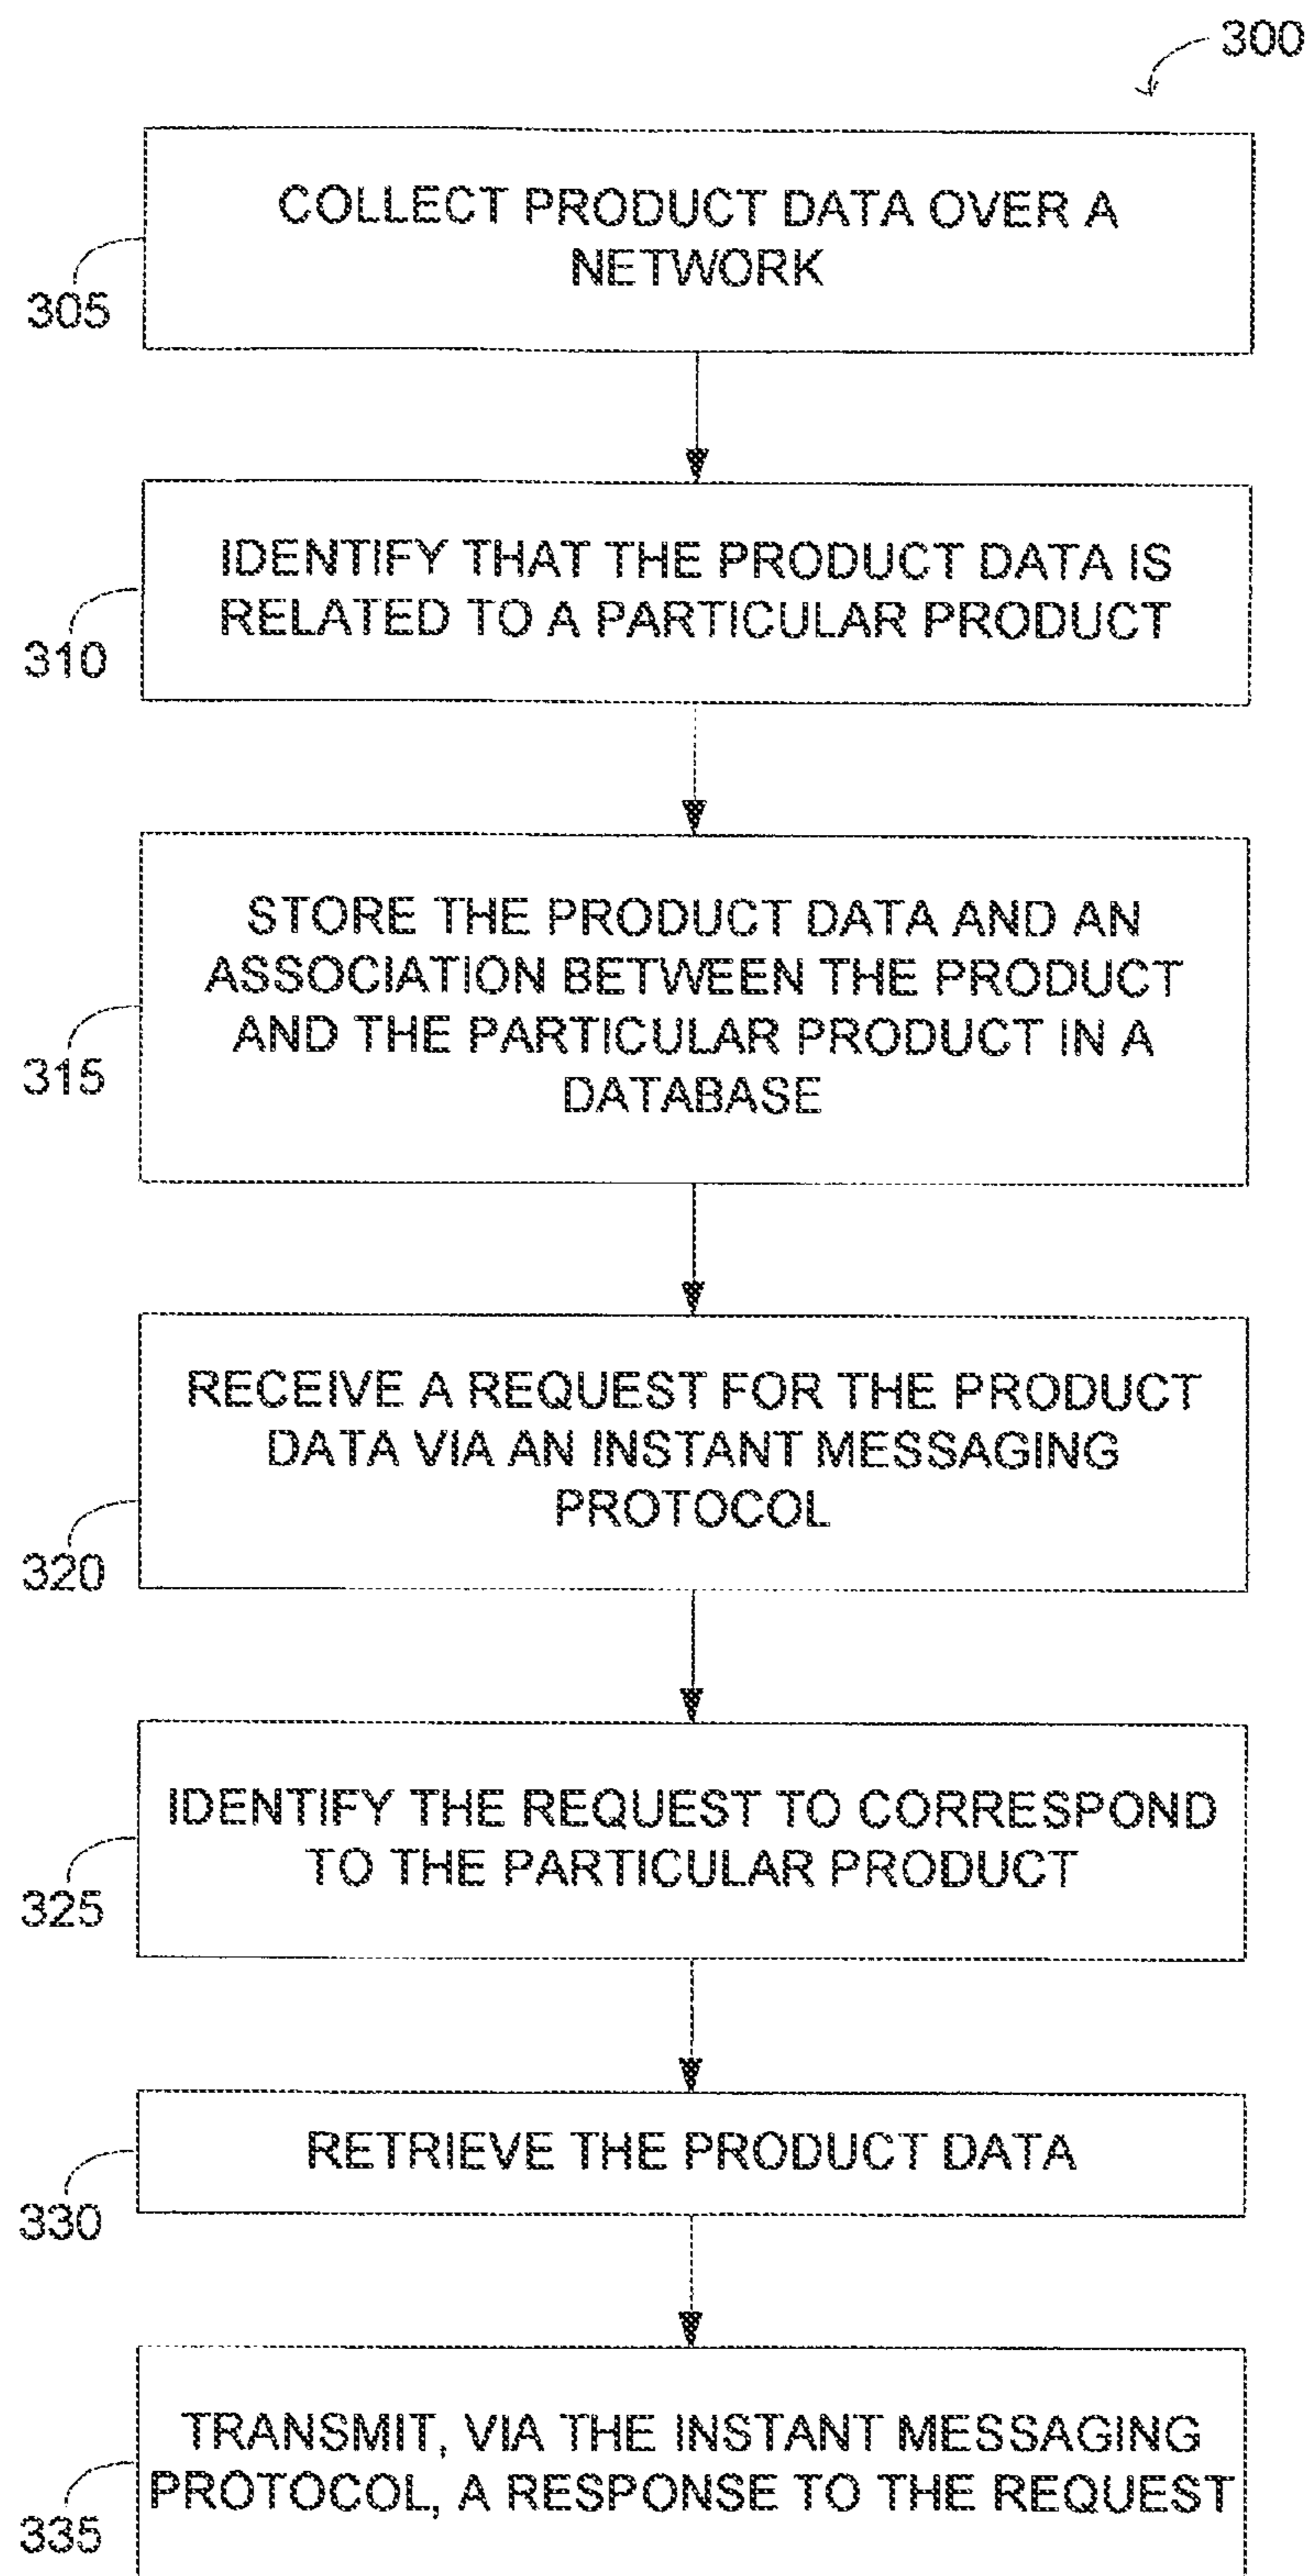 300
COLLECT PRODUCT DATA OVER A
NETWORK
305
IDENTIFY THAT THE PRODUCT DATA IS
RELATED TO A PARTICULAR PRODUCT
310
STORE THE PRODUCT DATA AND AN
ASSOCIATION BETWEEN THE PRODUCT
AND THE PARTICULAR PRODUCT IN A
DATABASE
315
RECEIVE A REQUEST FOR THE PRODUCT
DATA VIA AN INSTANT MESSAGING
PROTOCOL
320
IDENTIFY THE REQUEST TO CORRESPOND
TO THE PARTICULAR PRODUCT
325
RETRIEVE THE PRODUCT DATA
330
TRANSMIT, VIA THE INSTANT MESSAGING
PROTOCOL, A RESPONSE TO THE REQUEST
335